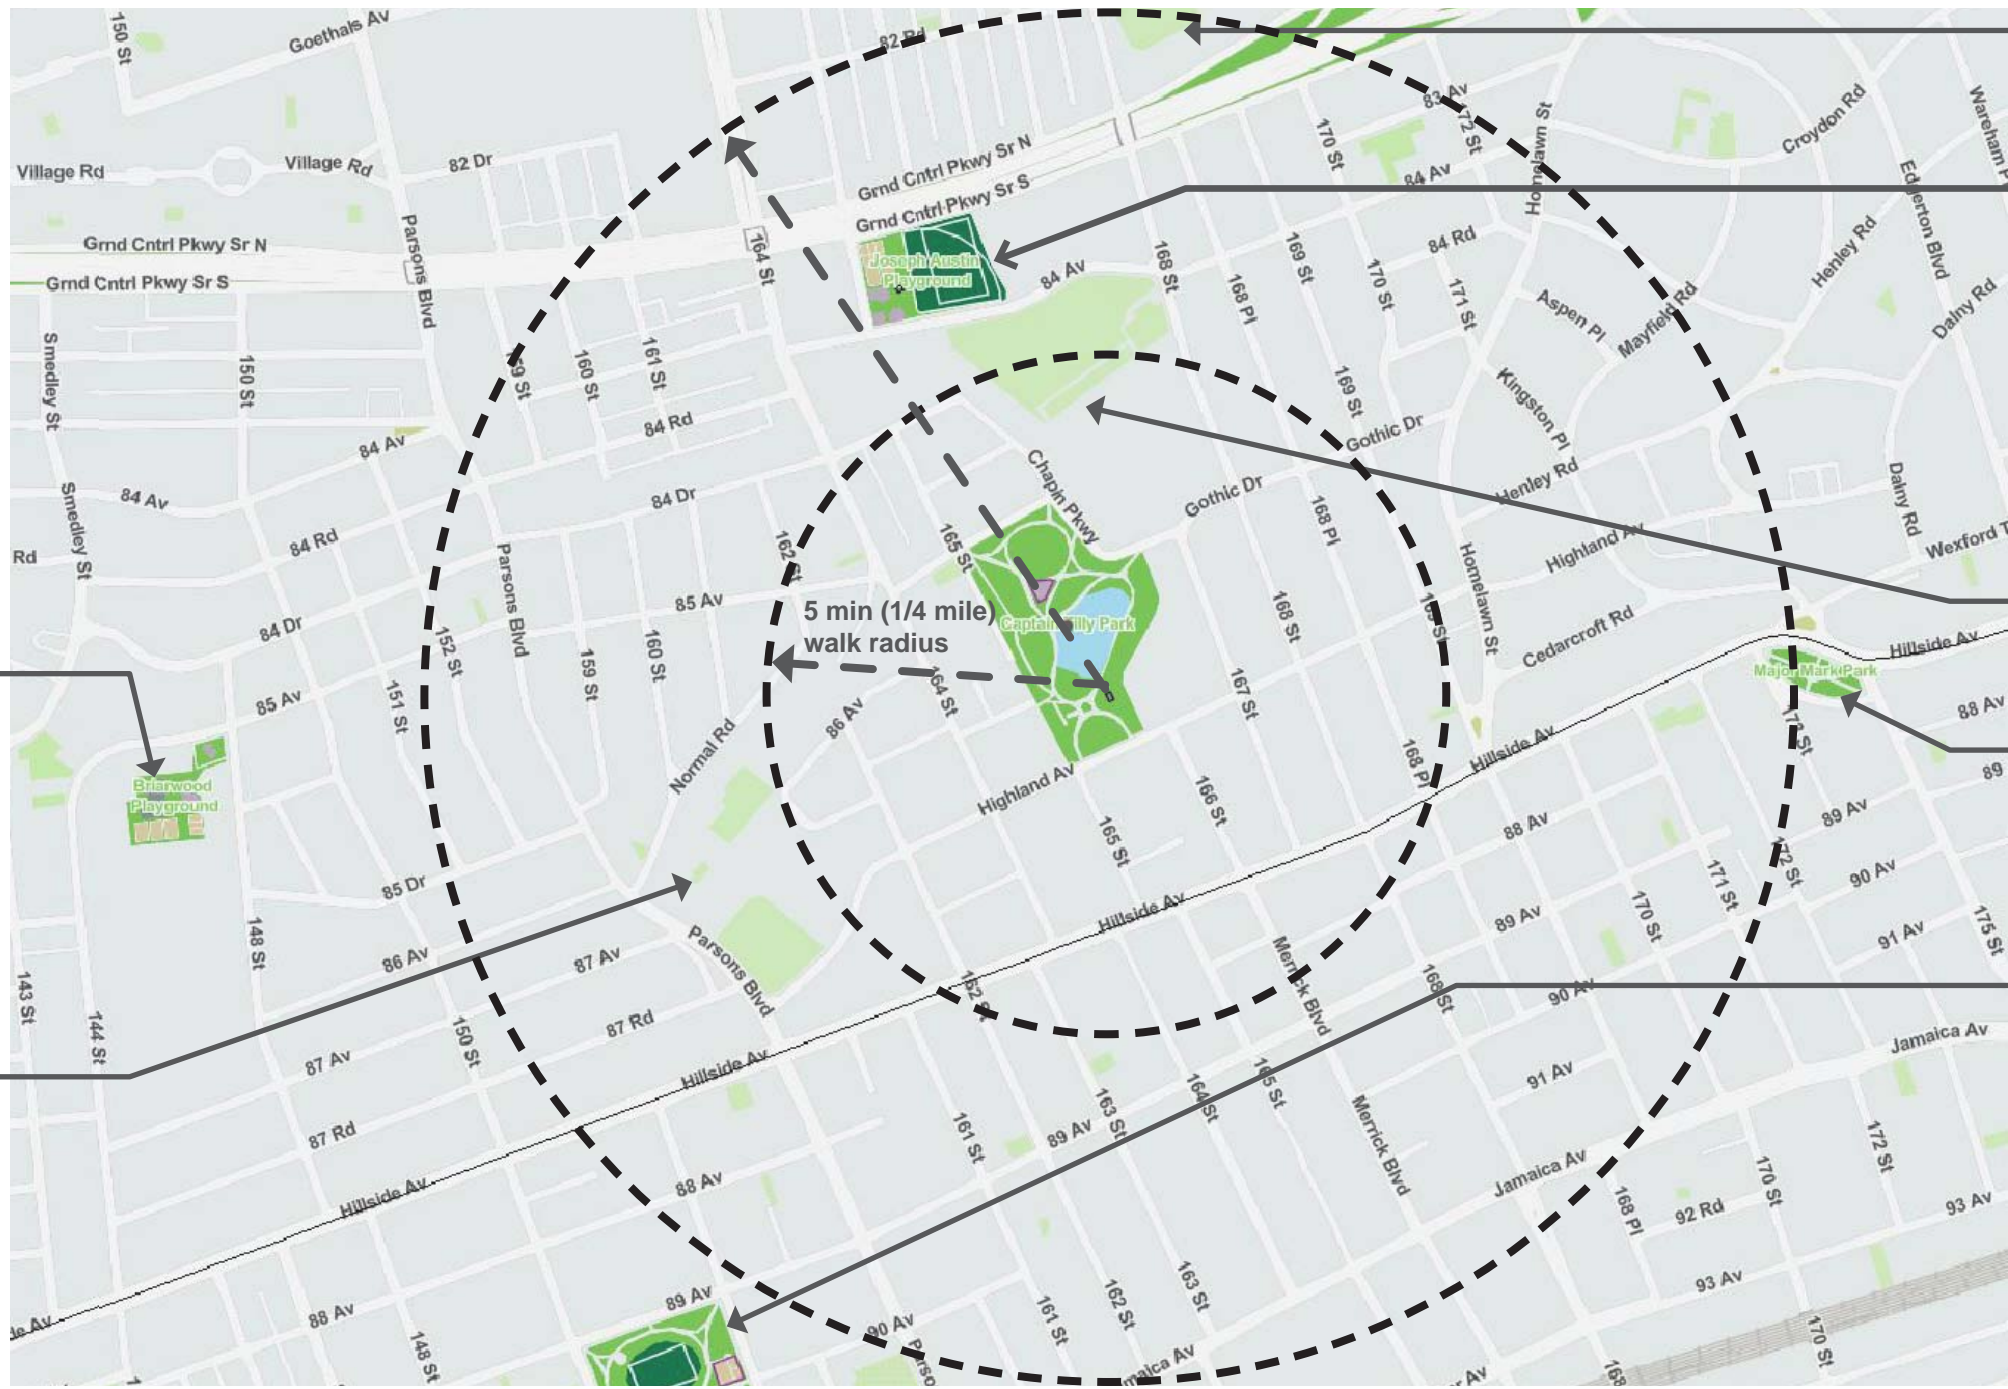 150 St
Goethals Av
82 Rd
83 Av
172 St
170 St
Homelawn St
Croydon Rd
Wareham
Village Rd
Village Rd
82 Dr
Grnd Cntrl Pkwy Sr N
Grnd Cntrl Pkwy Sr S
84 Av
Edgerton Blvd
Grnd Cntrl Pkwy Sr N
Grnd Cntrl Pkwy Sr S
Parsons Blvd
164 St
Joseph Austin
Playground
84 Av
168 St
168 Pl
169 St
170 St
84 Rd
171 St
Henley Rd
Aspen Pl
Mayfield Rd
Dalny Rd
Smedley St
150 St
159 St
160 St
161 St
84 Rd
84 Av
169 St
Kingston Pl
Gothic Dr
Smedley St
84 Av
84 Dr
Chapin Pkwy
Gothic Dr
Henley Rd
Dalny Rd
Rd
84 Rd
Parsons Blvd
162 St
165 St
168 Pl
Homelawn St
Highland Av
Wexford T
5 min (1/4 mile)
walk radius
85 Av
Captain Tilly Park
168 St
169 St
Cedarcroft Rd
Hillside Av
84 Dr
152 St
159 St
160 St
164 St
167 St
Major Mark Park
85 Av
151 St
Normal Rd
86 Av
173 St
88 Av
Briarwood
Playground
Highland Av
166 St
168 Pl
Hillside Av
89
165 St
88 Av
89 Av
172 St
85 Dr
Hillside Av
89 Av
170 St
171 St
90 Av
148 St
86 Av
87 Av
Parsons Blvd
Merrick Blvd
168 St
90 Av
91 Av
175 St
143 St
144 St
87 Av
150 St
87 Rd
Hillside Av
162 St
163 St
164 St
165 St
91 Av
Jamaica Av
87 Rd
161 St
89 Av
Merrick Blvd
172 St
Hillside Av
88 Av
Jamaica Av
170 St
168 Pl
92 Rd
93 Av
88 Av
89 Av
90 Av
161 St
162 St
163 St
93 Av
170 St
148 St
maica Av
168